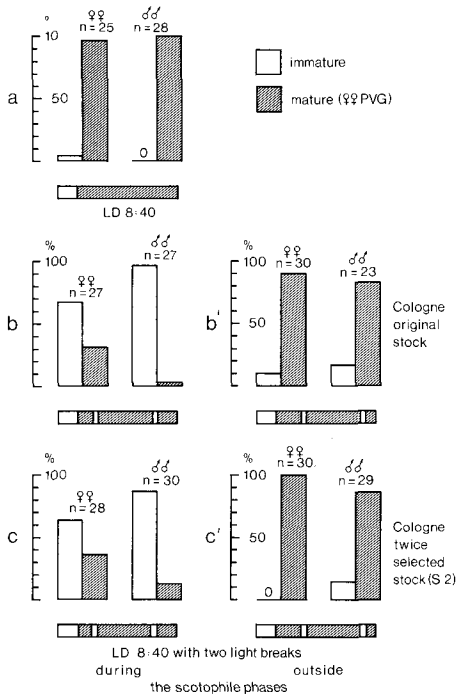 % ♀♀ ♂♂
n=25 n=28
10
a 50
0
LD 8:40
immature
mature (♀♀PVG)
% ♂♂
100 n=27
♀♀
n=27
b
% ♀♀ ♂♂
100 n=30 n=23
b' 50
Cologne
original
stock
% ♂♂
100 n=30
♀♀
n=28
c
% ♀♀ ♂♂
100 n=30. n=29
c' 50
0
Cologne
twice
selected
stock (S 2)
LD 8:40 with two light breaks
during outside
the scotophile phases